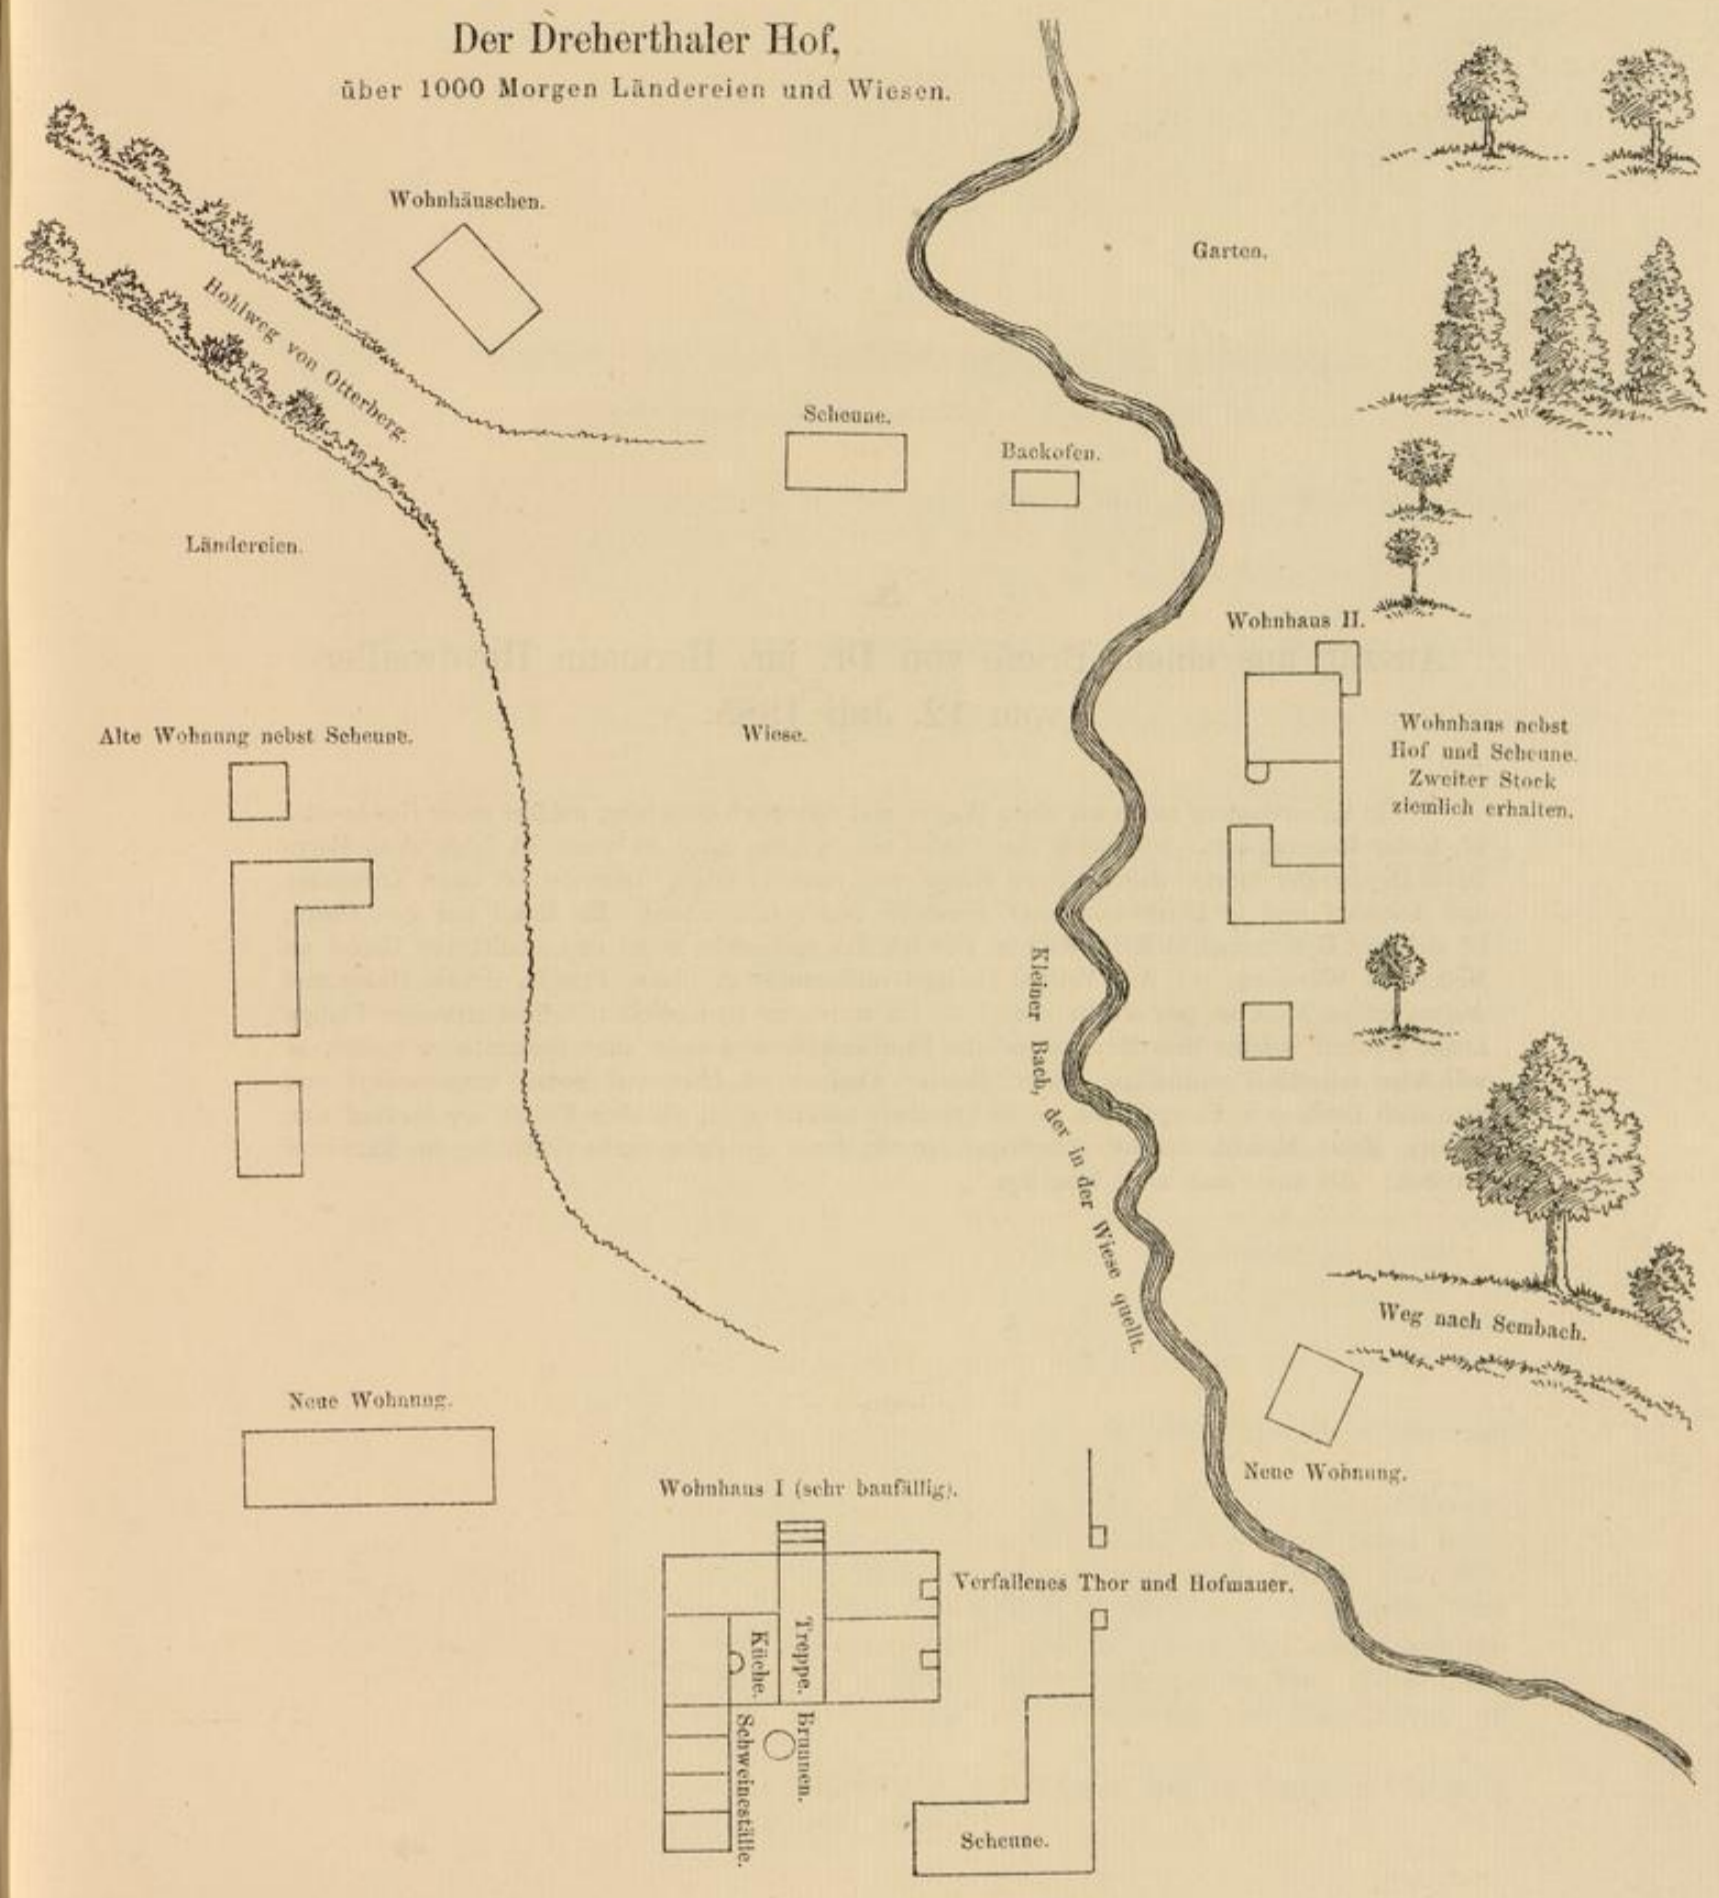 Der Dreherthaler Hof,
über 1000 Morgen Ländereien und Wiesen.
Wohnhäuschen.
Garten.
Hohlweg von Otterberg.
Scheune.
Backofen.
Ländereien.
Wohnhaus II.
Alte Wohnung nebst Scheune.
Wiese.
Wohnhaus nebst
Hof und Scheune.
Zweiter Stock
ziemlich erhalten.
Kleiner Bach, der in der Wiese quellt.
Weg nach Sembach.
Neue Wohnung.
Neue Wohnung.
Wohnhaus I (sehr baufällig).
Verfallenes Thor und Hofmauer.
Küche.
Treppe.
Schweineställe.
Brunnen.
Scheune.